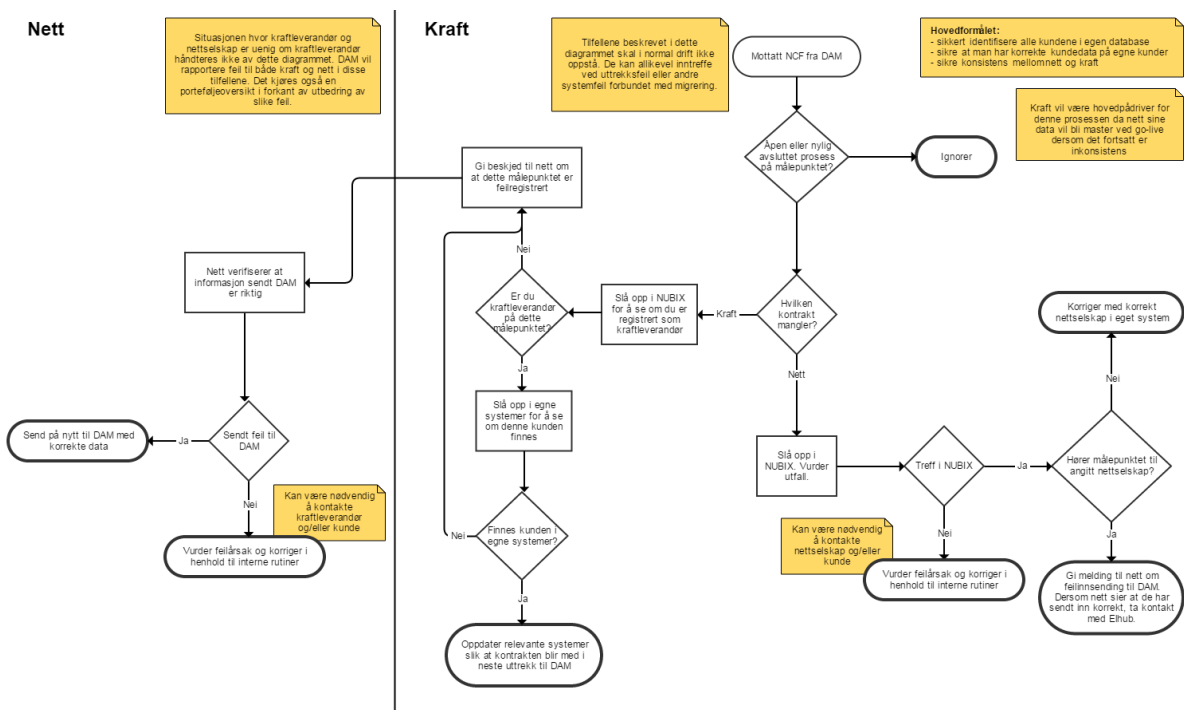 Nett
Situasjonen hvor kraftleverandør og
nettselskap er uenig om kraftleverandør
håndteres ikke av dette diagrammet. DAM vil
rapportere feil til både kraft og nett i disse
tilfellene. Det kjøres også en
porteføljeoversikt i forkant av utbedring av
slike feil.
Kraft
Tilfellene beskrevet i dette
diagrammet skal i normal drift ikke
oppstå. De kan allikevel inntreffe
ved uttrekksfeil eller andre
systemfeil forbundet med migrering.
Mottatt NCF fra DAM
Hovedformålet:
- sikkert identifisere alle kundene i egen database
- sikre at man har korrekte kundedata på egne kunder
- sikre konsistens mellomnett og kraft
Kraft vil være hovedpådriver for
denne prosessen da nett sine
data vil bli master ved go-live
dersom det fortsatt er
inkonsistens
Åpen eller nylig
avsluttet prosess
på målepunktet?
Ignorer
Gi beskjed til nett om
at dette målepunktet er
feilregistrert
Nei
Nett verifiserer at
informasjon sendt DAM
er riktig
Er du
kraftleverandør
på dette
målepunktet?
Slå opp i NUBIX
for å se om du er
registrert som
kraftleverandør
Kraft
Hvilken
kontrakt
mangler?
Korriger med korrekt
nettselskap i eget system
Ja
Nett
Nei
Slå opp i egne
systemer for å se
om denne kunden
finnes
Send på nytt til DAM med
korrekte data
Ja
Sendt feil til
DAM
Slå opp i
NUBIX. Vurder
utfall.
Treff i NUBIX
Ja
Hører målepunktet til
angitt nettselskap?
Nei
Kan være nødvendig
å kontakte
kraftleverandør
og/eller kunde
Nei
Finnes kunden i
egne systemer?
Kan være nødvendig
å kontakte
nettselskap og/eller
kunde
Nei
Ja
Vurder feilårsak og korriger i
henhold til interne rutiner
Vurder feilårsak og korriger i
henhold til interne rutiner
Gi melding til nett om
feilinnsending til DAM.
Dersom nett sier at de har
sendt inn korrekt, ta kontakt
med Elhub.
Ja
Oppdater relevante systemer
slik at kontrakten blir med i
neste uttrekk til DAM